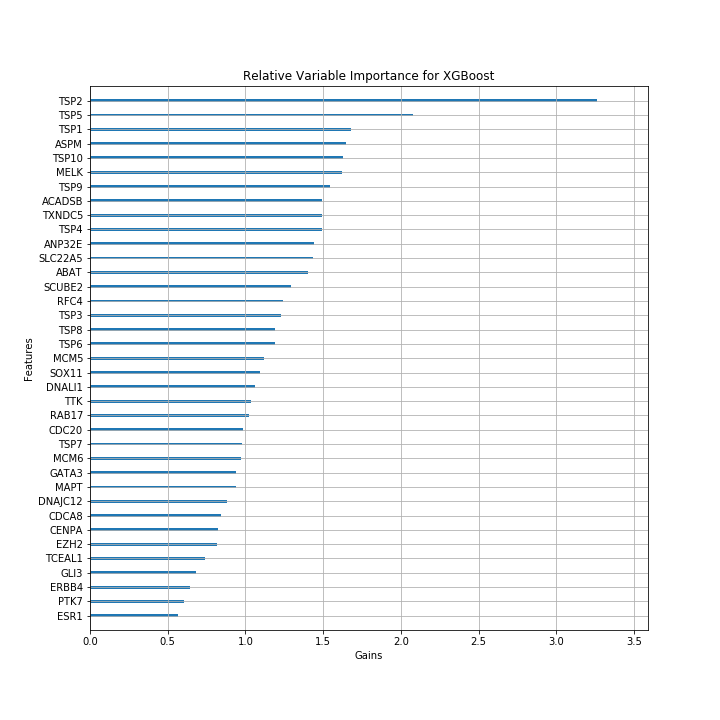 Relative Variable Importance for XGBoost
TSP2
TSP5
TSP1
ASPM
TSP10
MELK
TSP9
ACADSB
TXNDC5
TSP4
ANP32E
SLC22A5
ABAT
SCUBE2
RFC4
TSP3
TSP8
TSP6
MCM5
SOX11
DNALI1
TTK
RAB17
CDC20
TSP7
MCM6
GATA3
MAPT
DNAJC12
CDCA8
CENPA
EZH2
TCEAL1
GLI3
ERBB4
PTK7
ESR1
Features
0.0 0.5 1.0 1.5 2.0 2.5 3.0 3.5
Gains